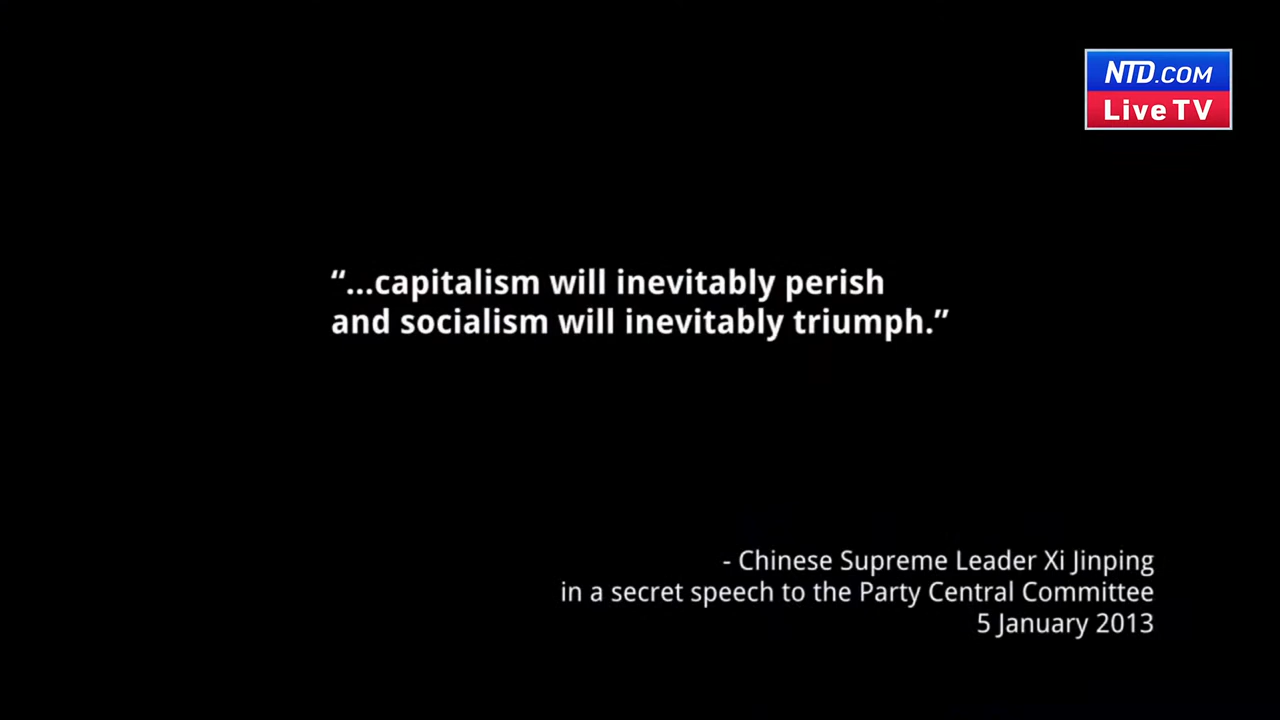 NTD.COM
Live TV
“...capitalism will inevitably perish
and socialism will inevitably triumph.”
- Chinese Supreme Leader Xi Jinping
in a secret speech to the Party Central Committee
5 January 2013